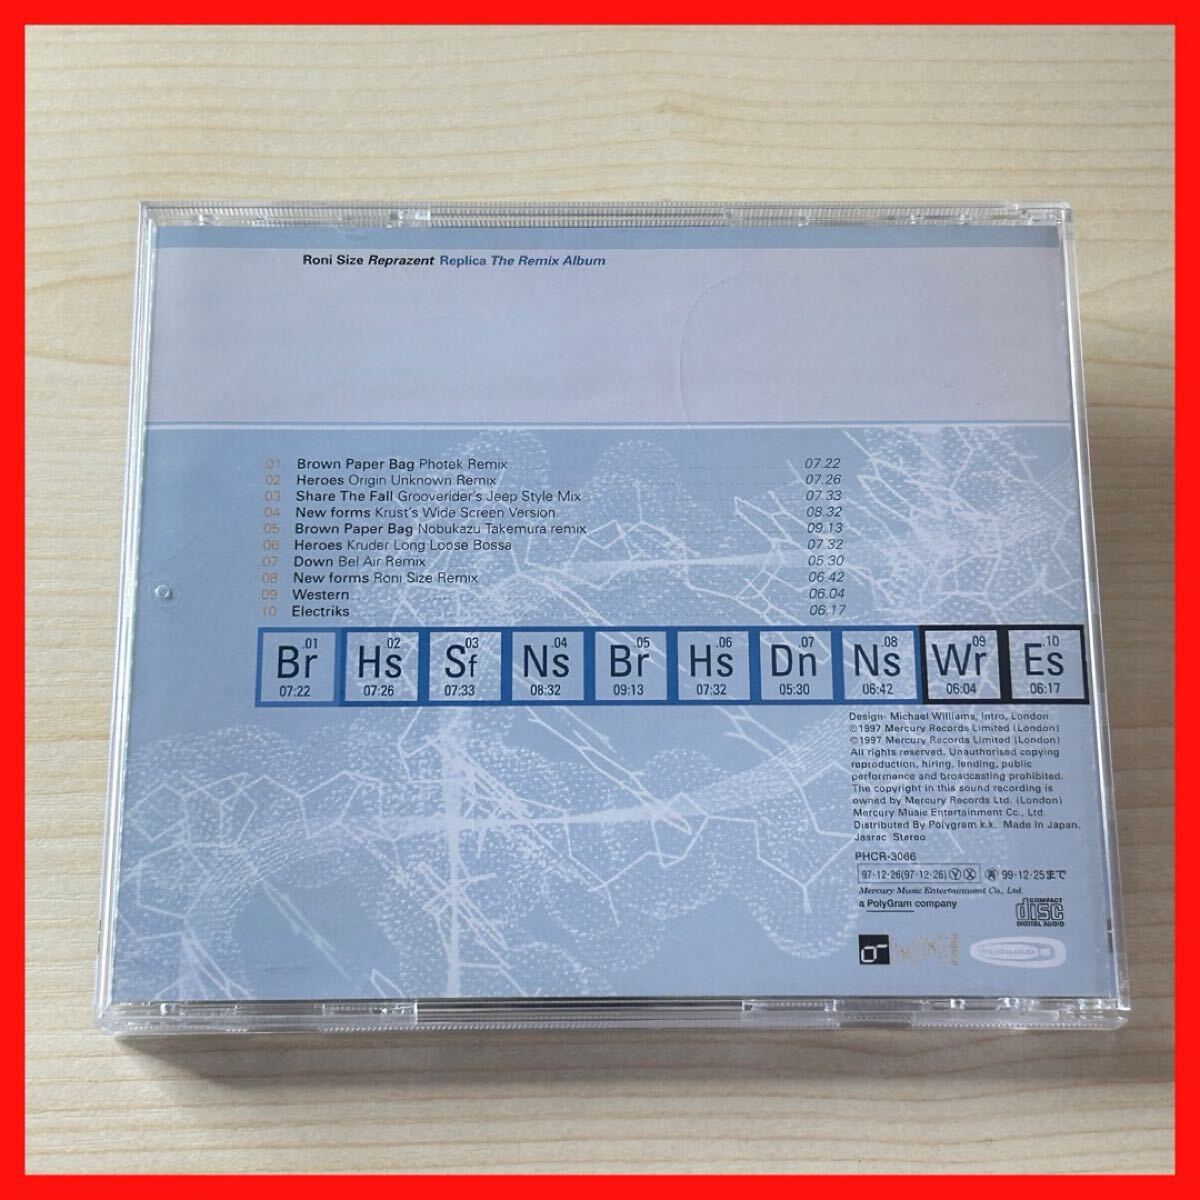 Roni Size Reprazent Replica The Remix Album
.01 Brown Paper Bag Photek Remix 07.22
02 Heroes Origin Unknown Remix 07.26
03 Share The Fall Grooverider's Jeep Style Mix 07.33
04 New forms Krust's Wide Screen Version 08.32
05 Brown Paper Bag Nobukazu Takemura remix 09.13
06 Heroes Kruder Long Loose Bossa 07.32
07 Down Bel Air Remix 05.30
08 New forms Roni Size Remix 06.42
.09 Western 06.04
.10 Electriks 06.17
.01 02 03 .04 .05 .06 .07 .08 09 .10
Br Hs Sf Ns Br Hs Dn Ns Wr Es
07:22 07:26 07:33 08:32 09:13 07:32 05:30 06:42 06:04 06:17
Design- Michael Williams, Intro, London
℗1997 Mercury Records Limited (London)
©1997 Mercury Records Limited (London)
All rights reserved. Unauthorised copying
reproduction, hiring, lending, public
performance and broadcasting prohibited.
The copyright in this sound recording is
owned by Mercury Records Ltd. (London)
Mercury Music Entertainment Co., Ltd.
Distributed By Polygram k.k. Made In Japan.
Jasrac Stereo
PHCR-3066
97·12·26(97·12·26)ⓎⓍ 再 99·12·25まで
Mercury Music Entertainment Co., Ltd.
a PolyGram company
COMPACT
disc
DIGITAL AUDIO